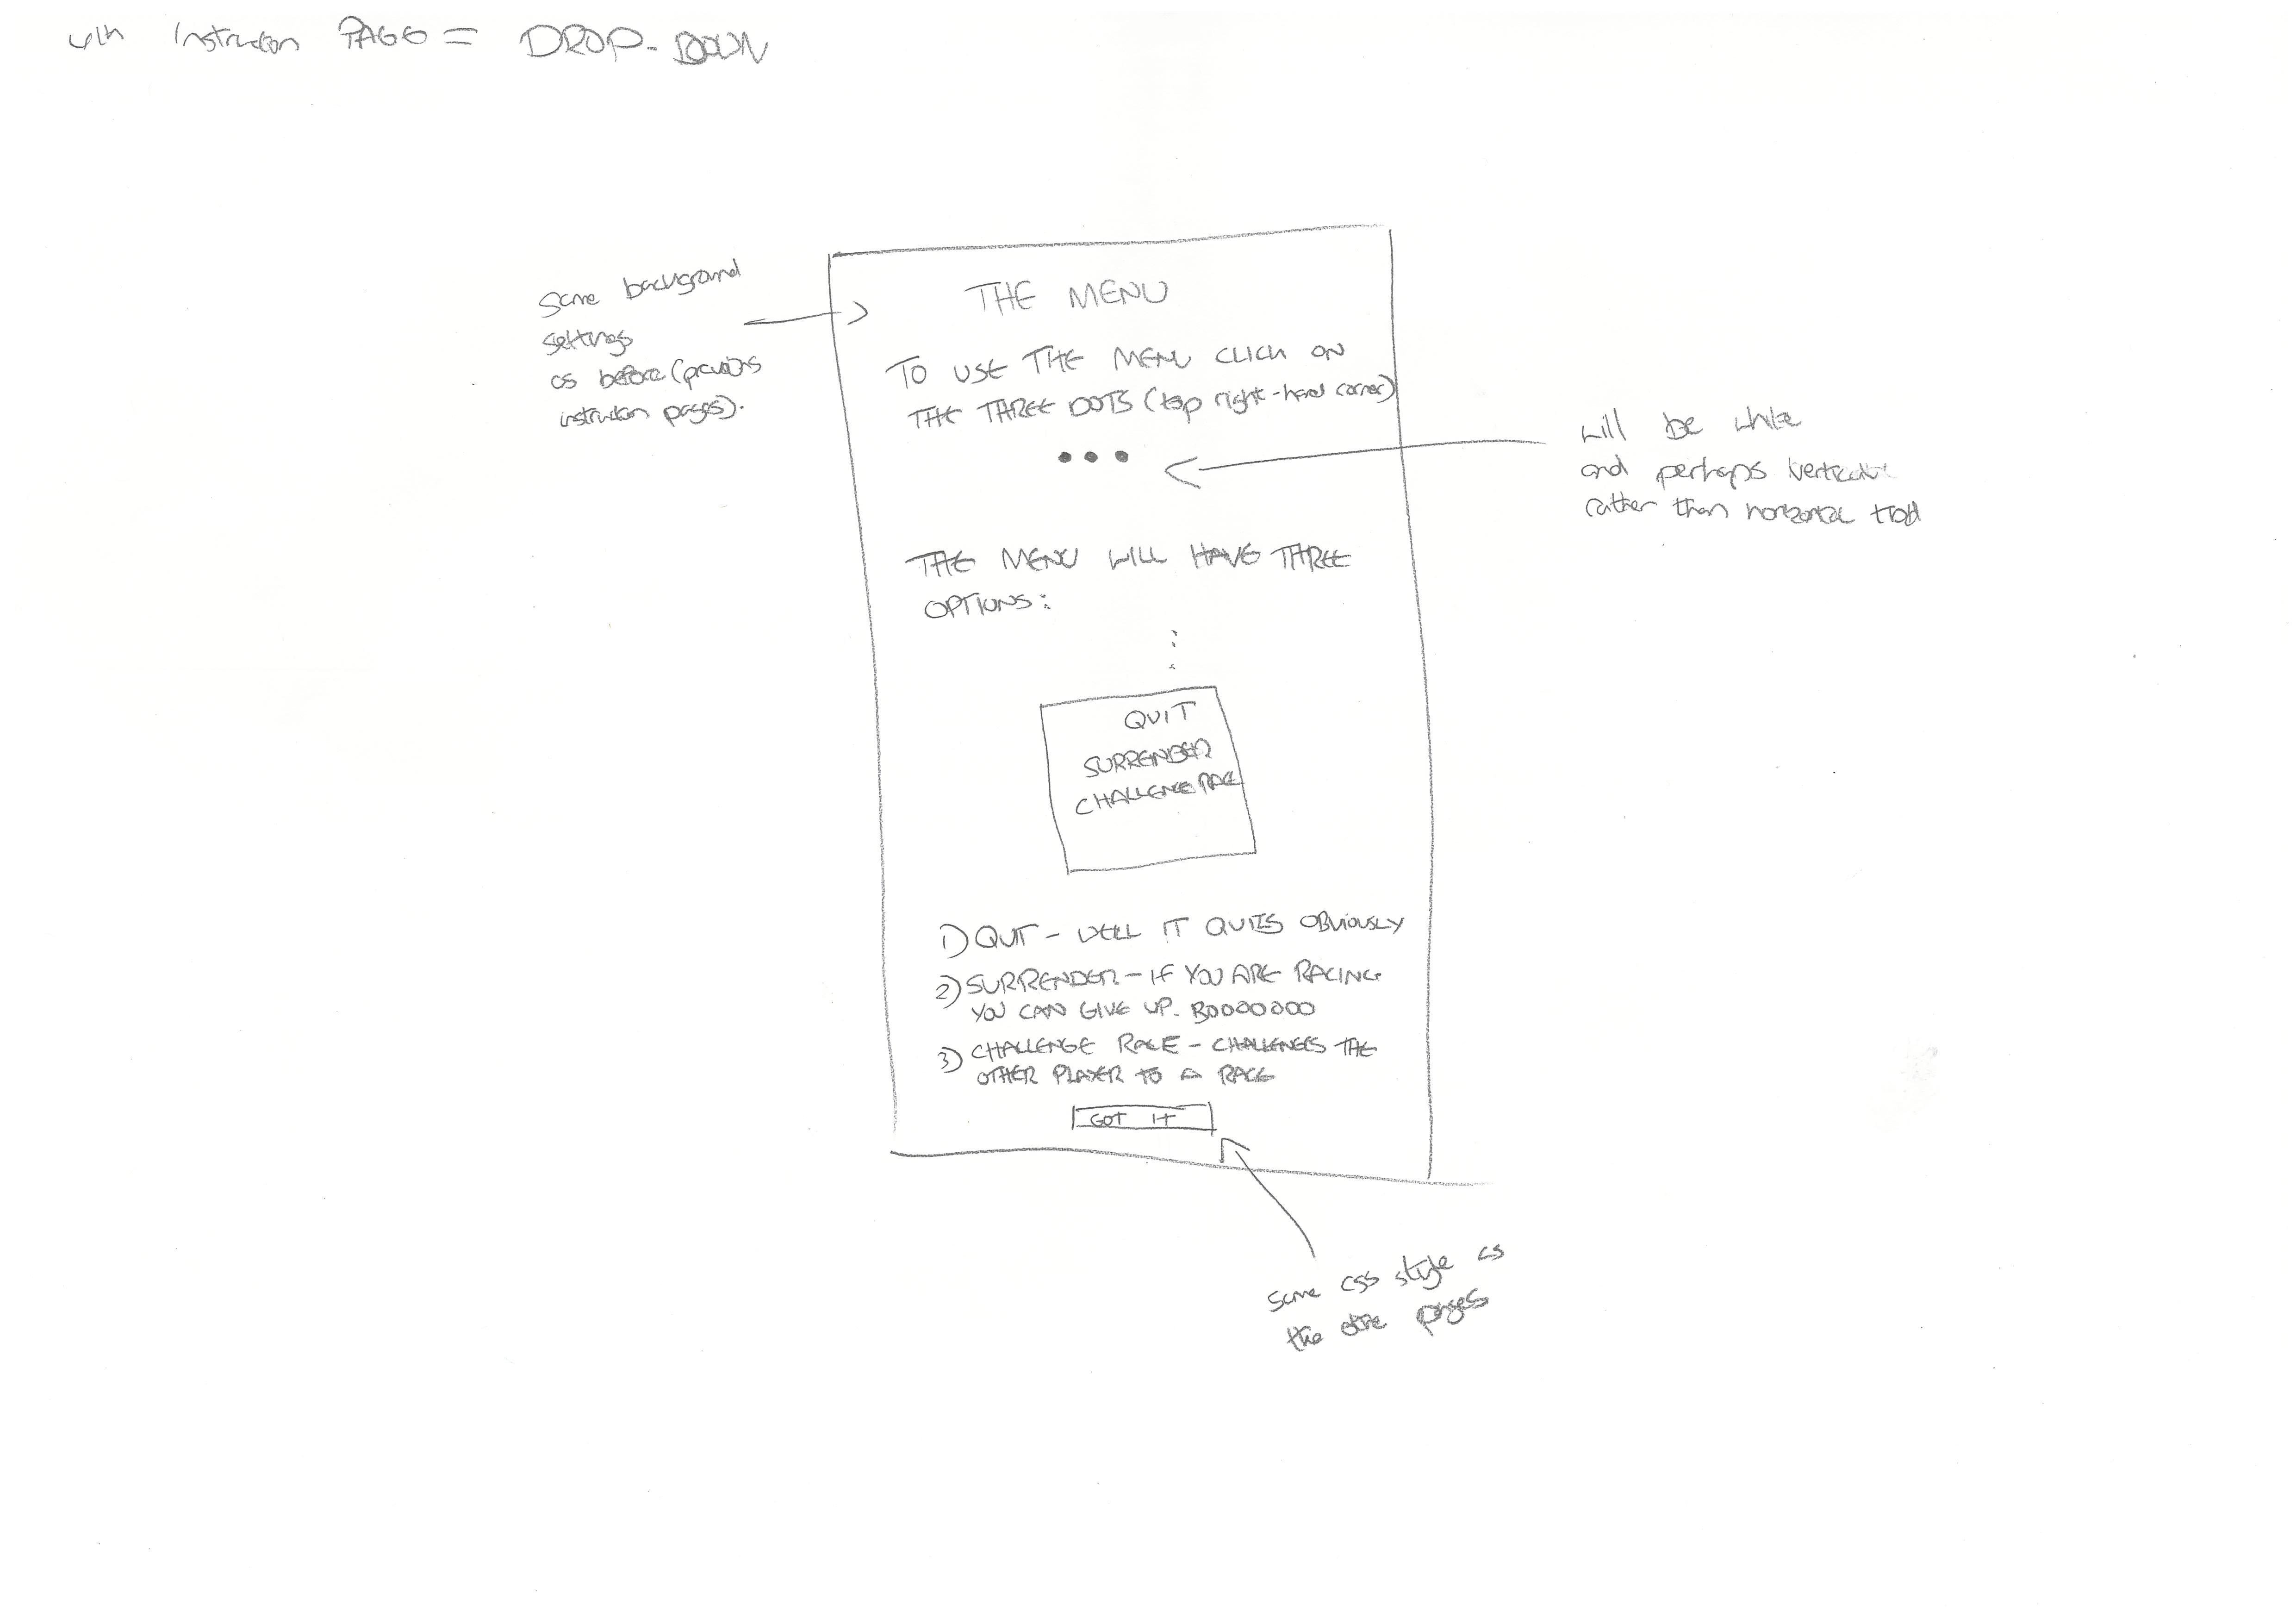 4th Instruction PAGE = DROP-DOWN
Same background
settings
as before (previous
instruction pages).
THE MENU
TO USE THE MENU CLICK ON
THE THREE DOTS (top right-hand corner)
will be white
and perhaps vertical
rather than horizontal
THE MENU WILL HAVE THREE
OPTIONS:
QUIT
SURRENDER
CHALLENGE RACE
1) QUIT - WELL IT QUITS OBVIOUSLY
2) SURRENDER - IF YOU ARE RACING
YOU CAN GIVE UP. BOOOOOOO
3) CHALLENGE RACE - CHALLENGES THE
OTHER PLAYER TO A RACE
GOT IT
Same css style as
the other pages